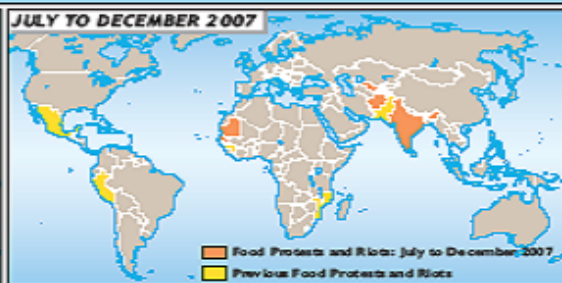 JULY TO DECEMBER 2007
Food Protests and Riots: July to December 2007
Previous Food Protests and Riots